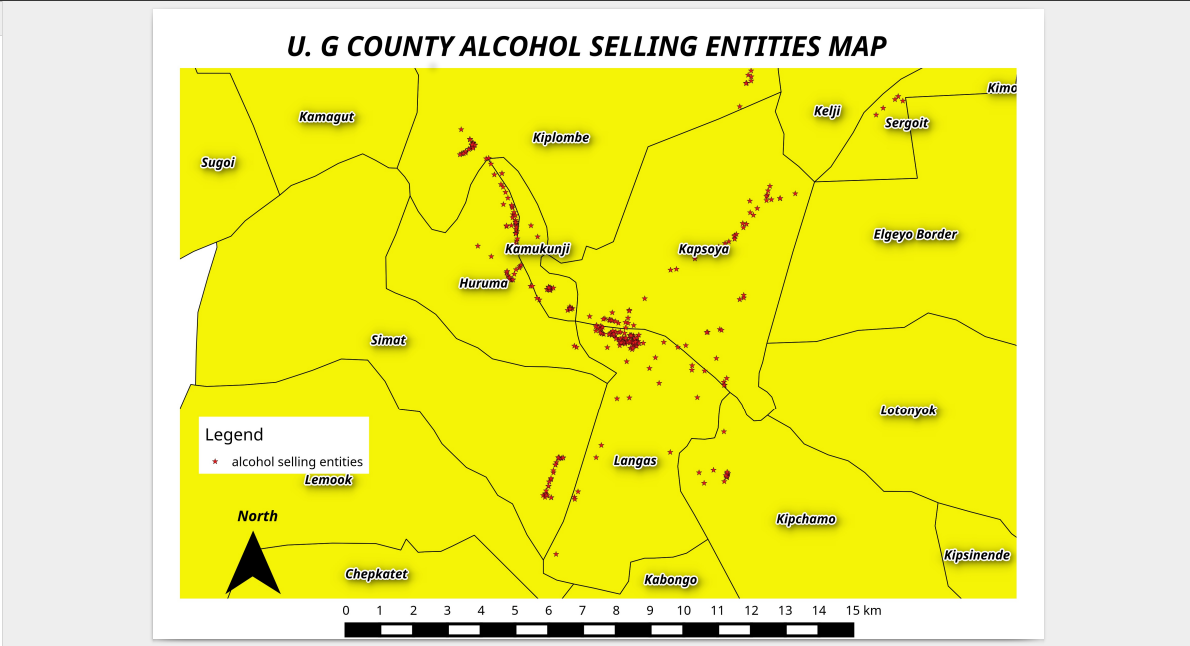 U. G COUNTY ALCOHOL SELLING ENTITIES MAP
Kimo
Kelji
Kamagut
Sergoit
Kiplombe
Sugoi
Elgeyo Border
Kamukunji
Kapsoya
Huruma
Simat
Lotonyok
Legend
alcohol selling entities
Langas
Lemook
North
Kipchamo
Kipsinende
Chepkatet
Kabongo
0 1 2 3 4 5 6 7 8 9 10 11 12 13 14 15 km